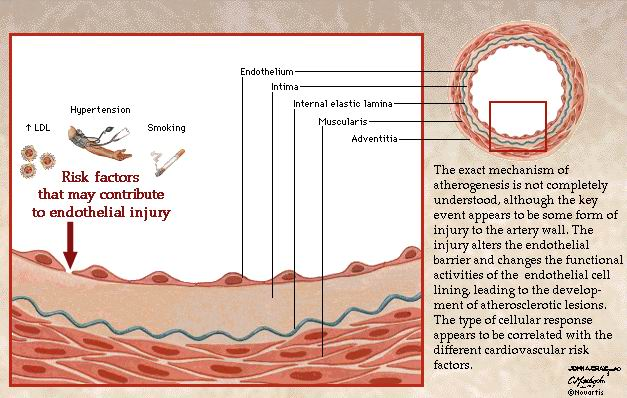 Endothelium
Intima
Internal elastic lamina
Muscularis
Adventitia
Hypertension
↑ LDL
Smoking
Risk factors
that may contribute
to endothelial injury
The exact mechanism of
atherogenesis is not completely
understood, although the key
event appears to be some form of
injury to the artery wall. The
injury alters the endothelial
barrier and changes the functional
activities of the endothelial cell
lining, leading to the develop-
ment of atherosclerotic lesions.
The type of cellular response
appears to be correlated with the
different cardiovascular risk
factors.
©Novartis